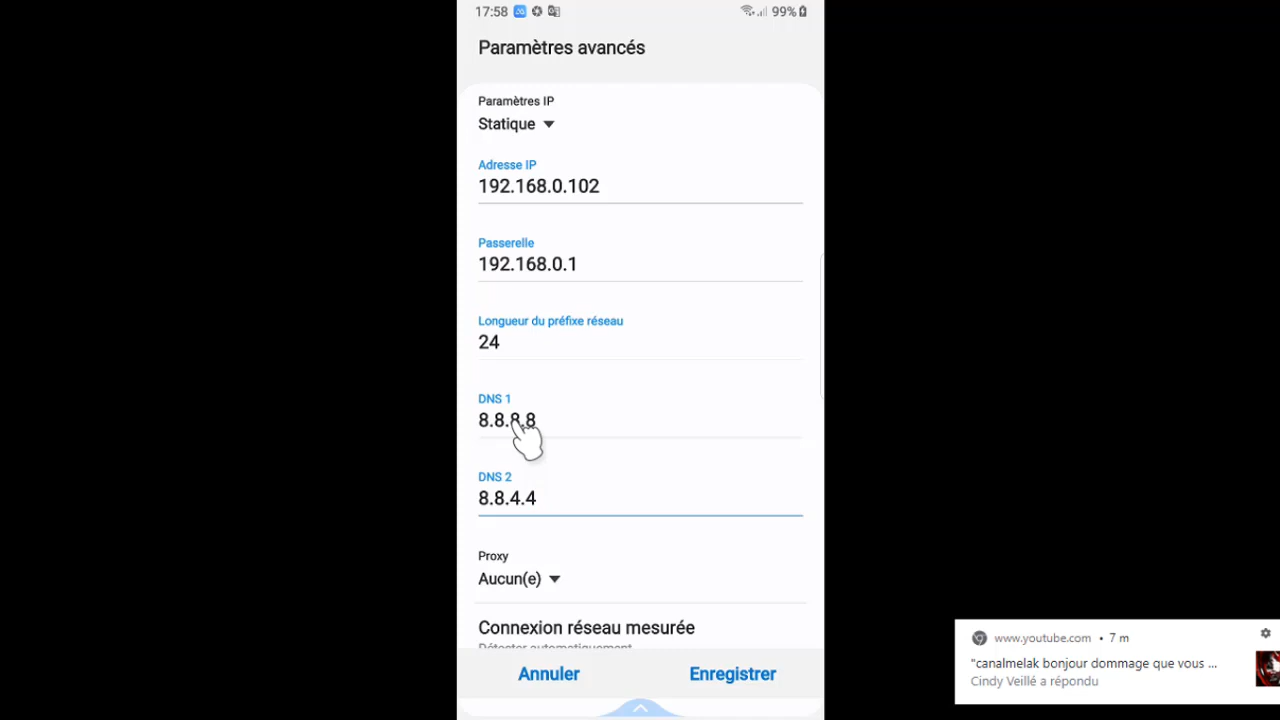 17:58
99%
Paramètres avancés
Paramètres IP
Statique
Adresse IP
192.168.0.102
Passerelle
192.168.0.1
Longueur du préfixe réseau
24
DNS 1
8.8.8.8
DNS 2
8.8.4.4
Proxy
Aucun(e)
Connexion réseau mesurée
Détecter automatiquement
Annuler
Enregistrer
www.youtube.com • 7 m
"canalmelak bonjour dommage que vous ...
Cindy Veillé a répondu